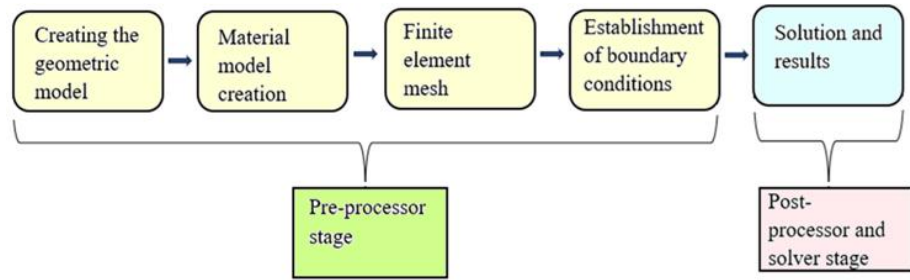 Creating the
geometric
model
Material
model
creation
Finite
element
mesh
Establishment
of boundary
conditions
Solution and
results
Pre-processor
stage
Post-
processor and
solver stage